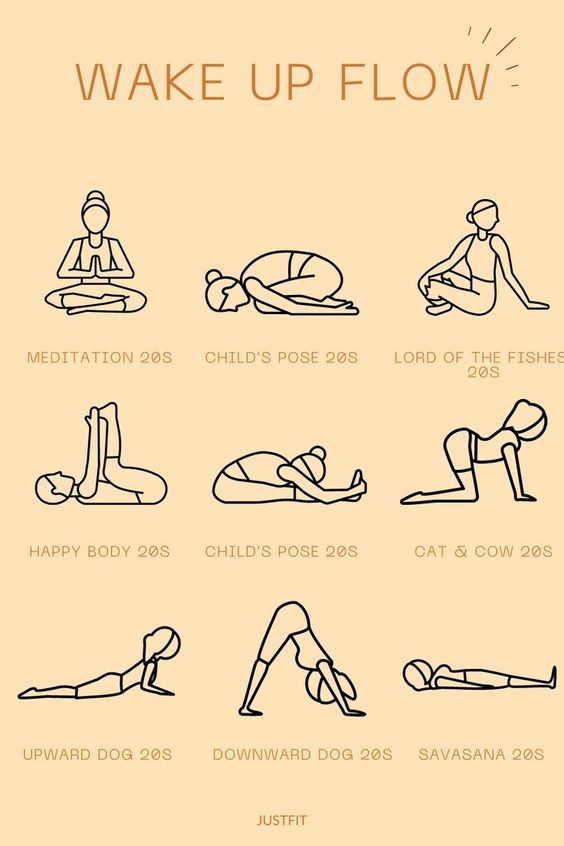 WAKE UP FLOW
MEDITATION 20S
CHILD'S POSE 20S
LORD OF THE FISHES
20S
HAPPY BODY 20S
CHILD'S POSE 20S
CAT & COW 20S
UPWARD DOG 20S
DOWNWARD DOG 20S
SAVASANA 20S
JUSTFIT